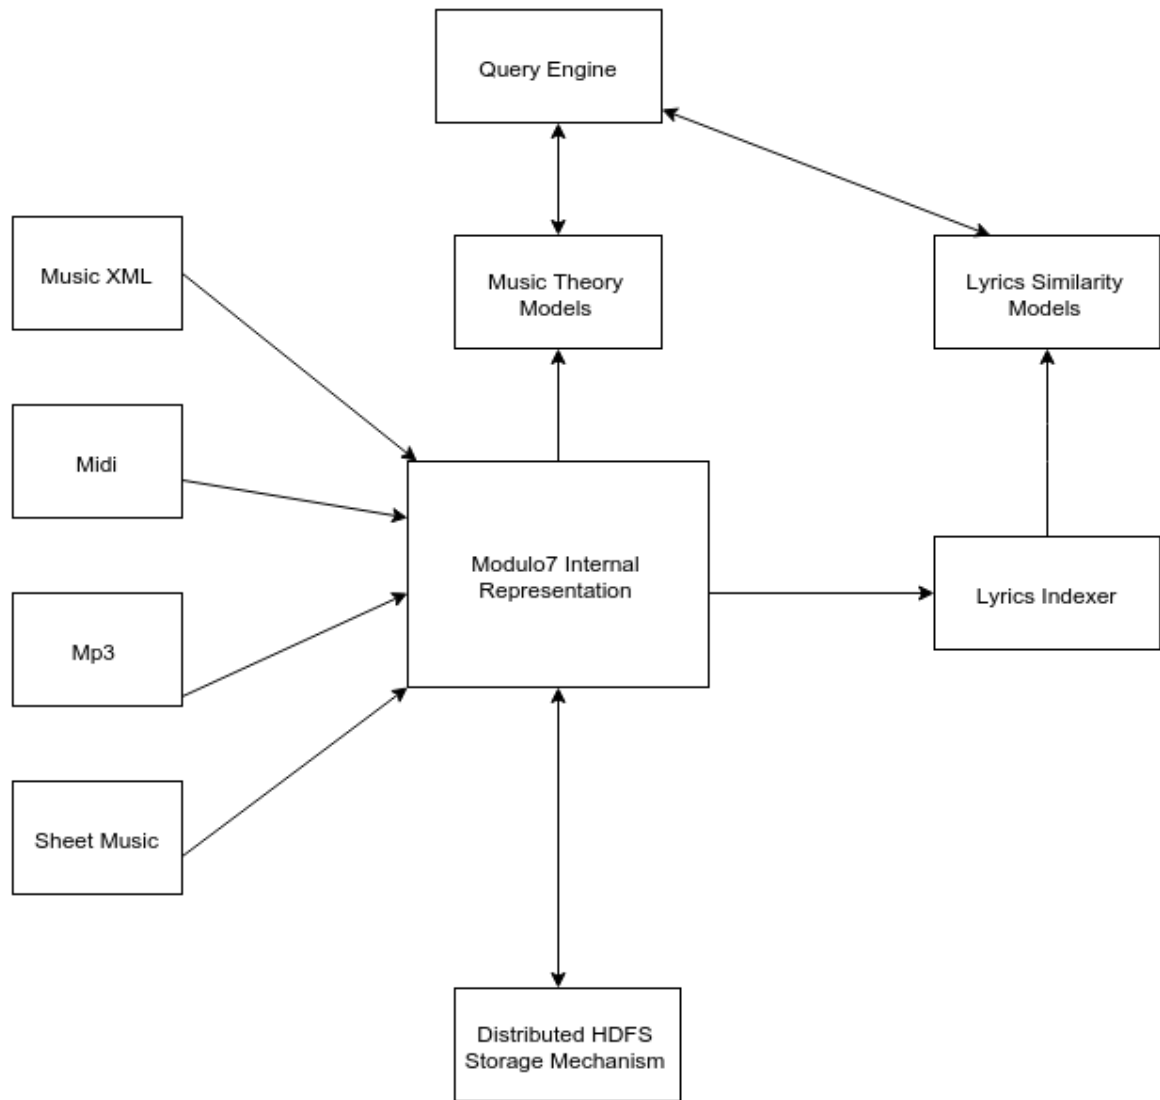 Query Engine
Music XML
Music Theory
Models
Lyrics Similarity
Models
Midi
Modulo7 Internal
Representation
Lyrics Indexer
Mp3
Sheet Music
Distributed HDFS
Storage Mechanism